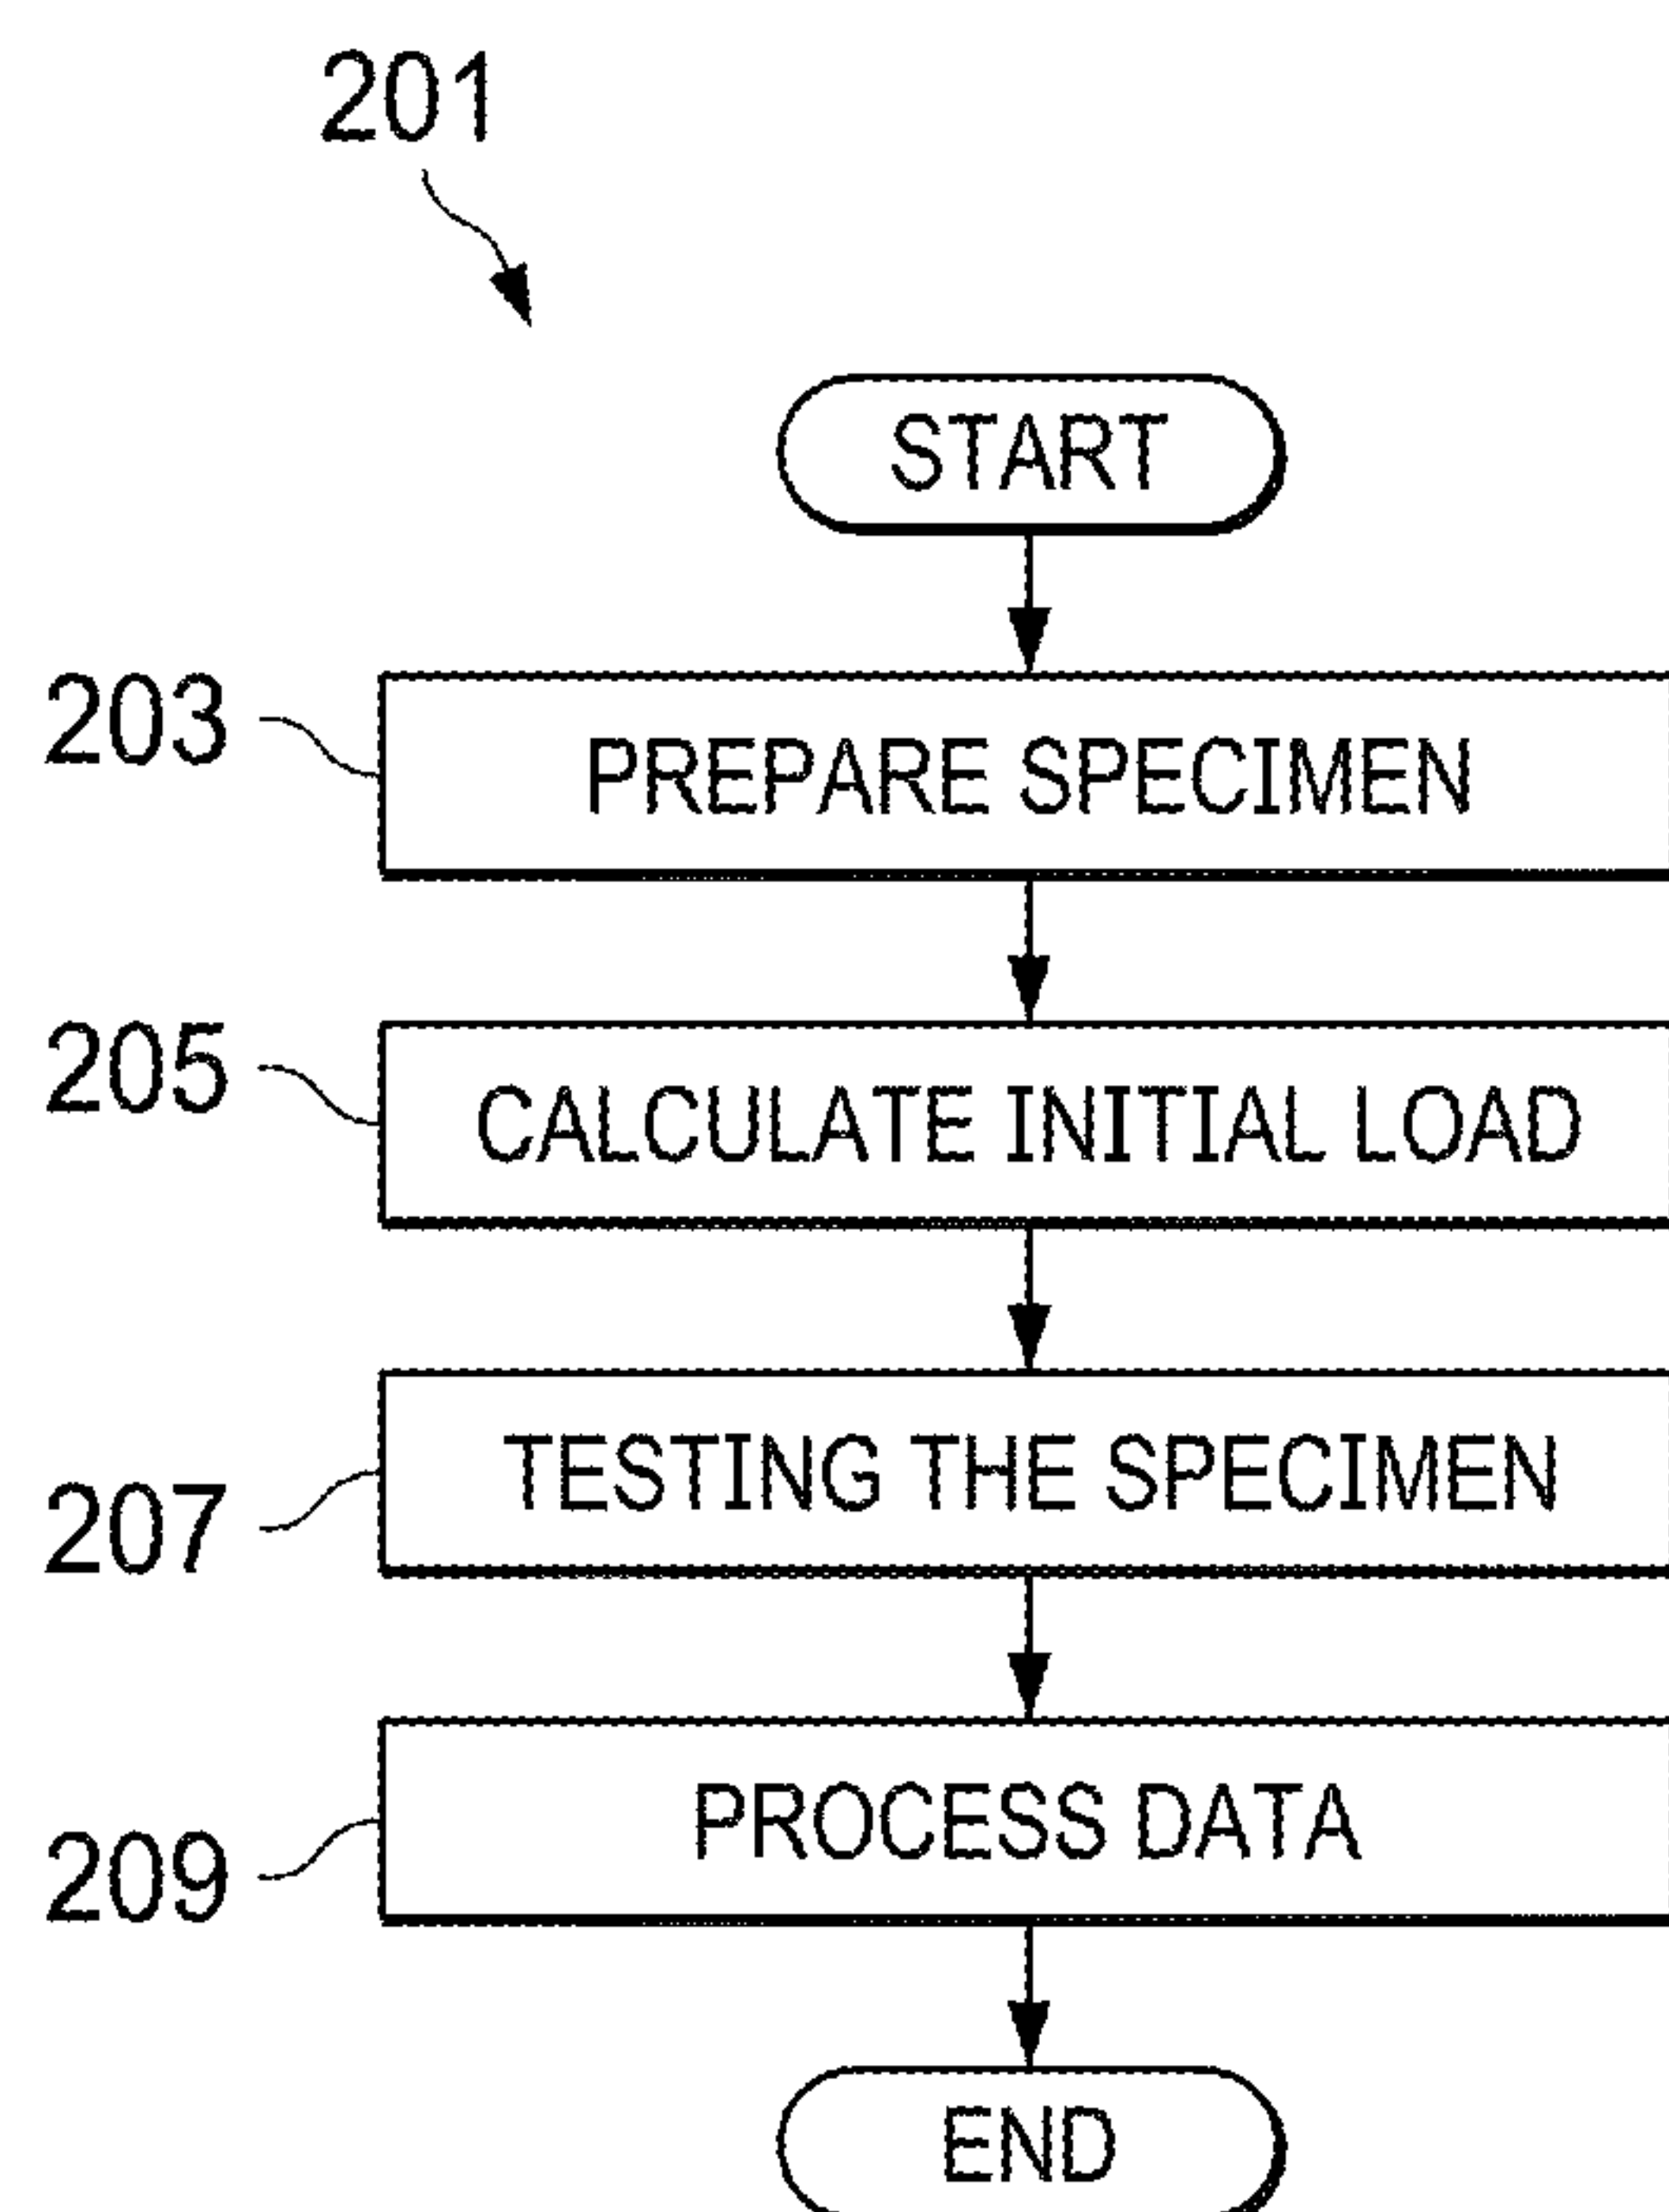 201
START
203 PREPARE SPECIMEN
205 CALCULATE INITIAL LOAD
207 TESTING THE SPECIMEN
209 PROCESS DATA
END